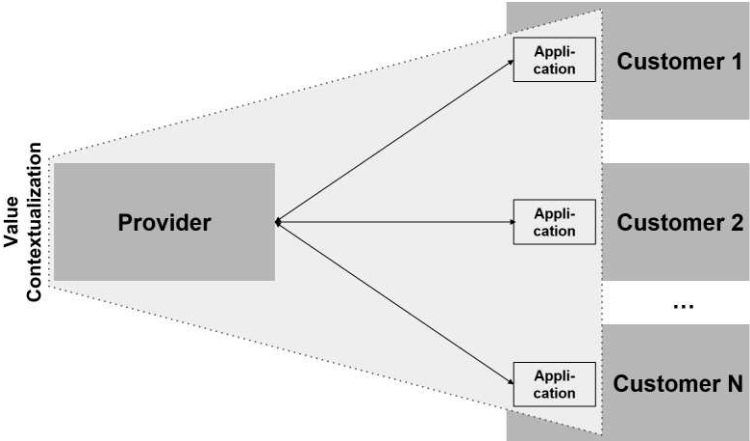 Value
Contextualization
Provider
Appli-
cation
Customer 1
Appli-
cation
Customer 2
...
Appli-
cation
Customer N